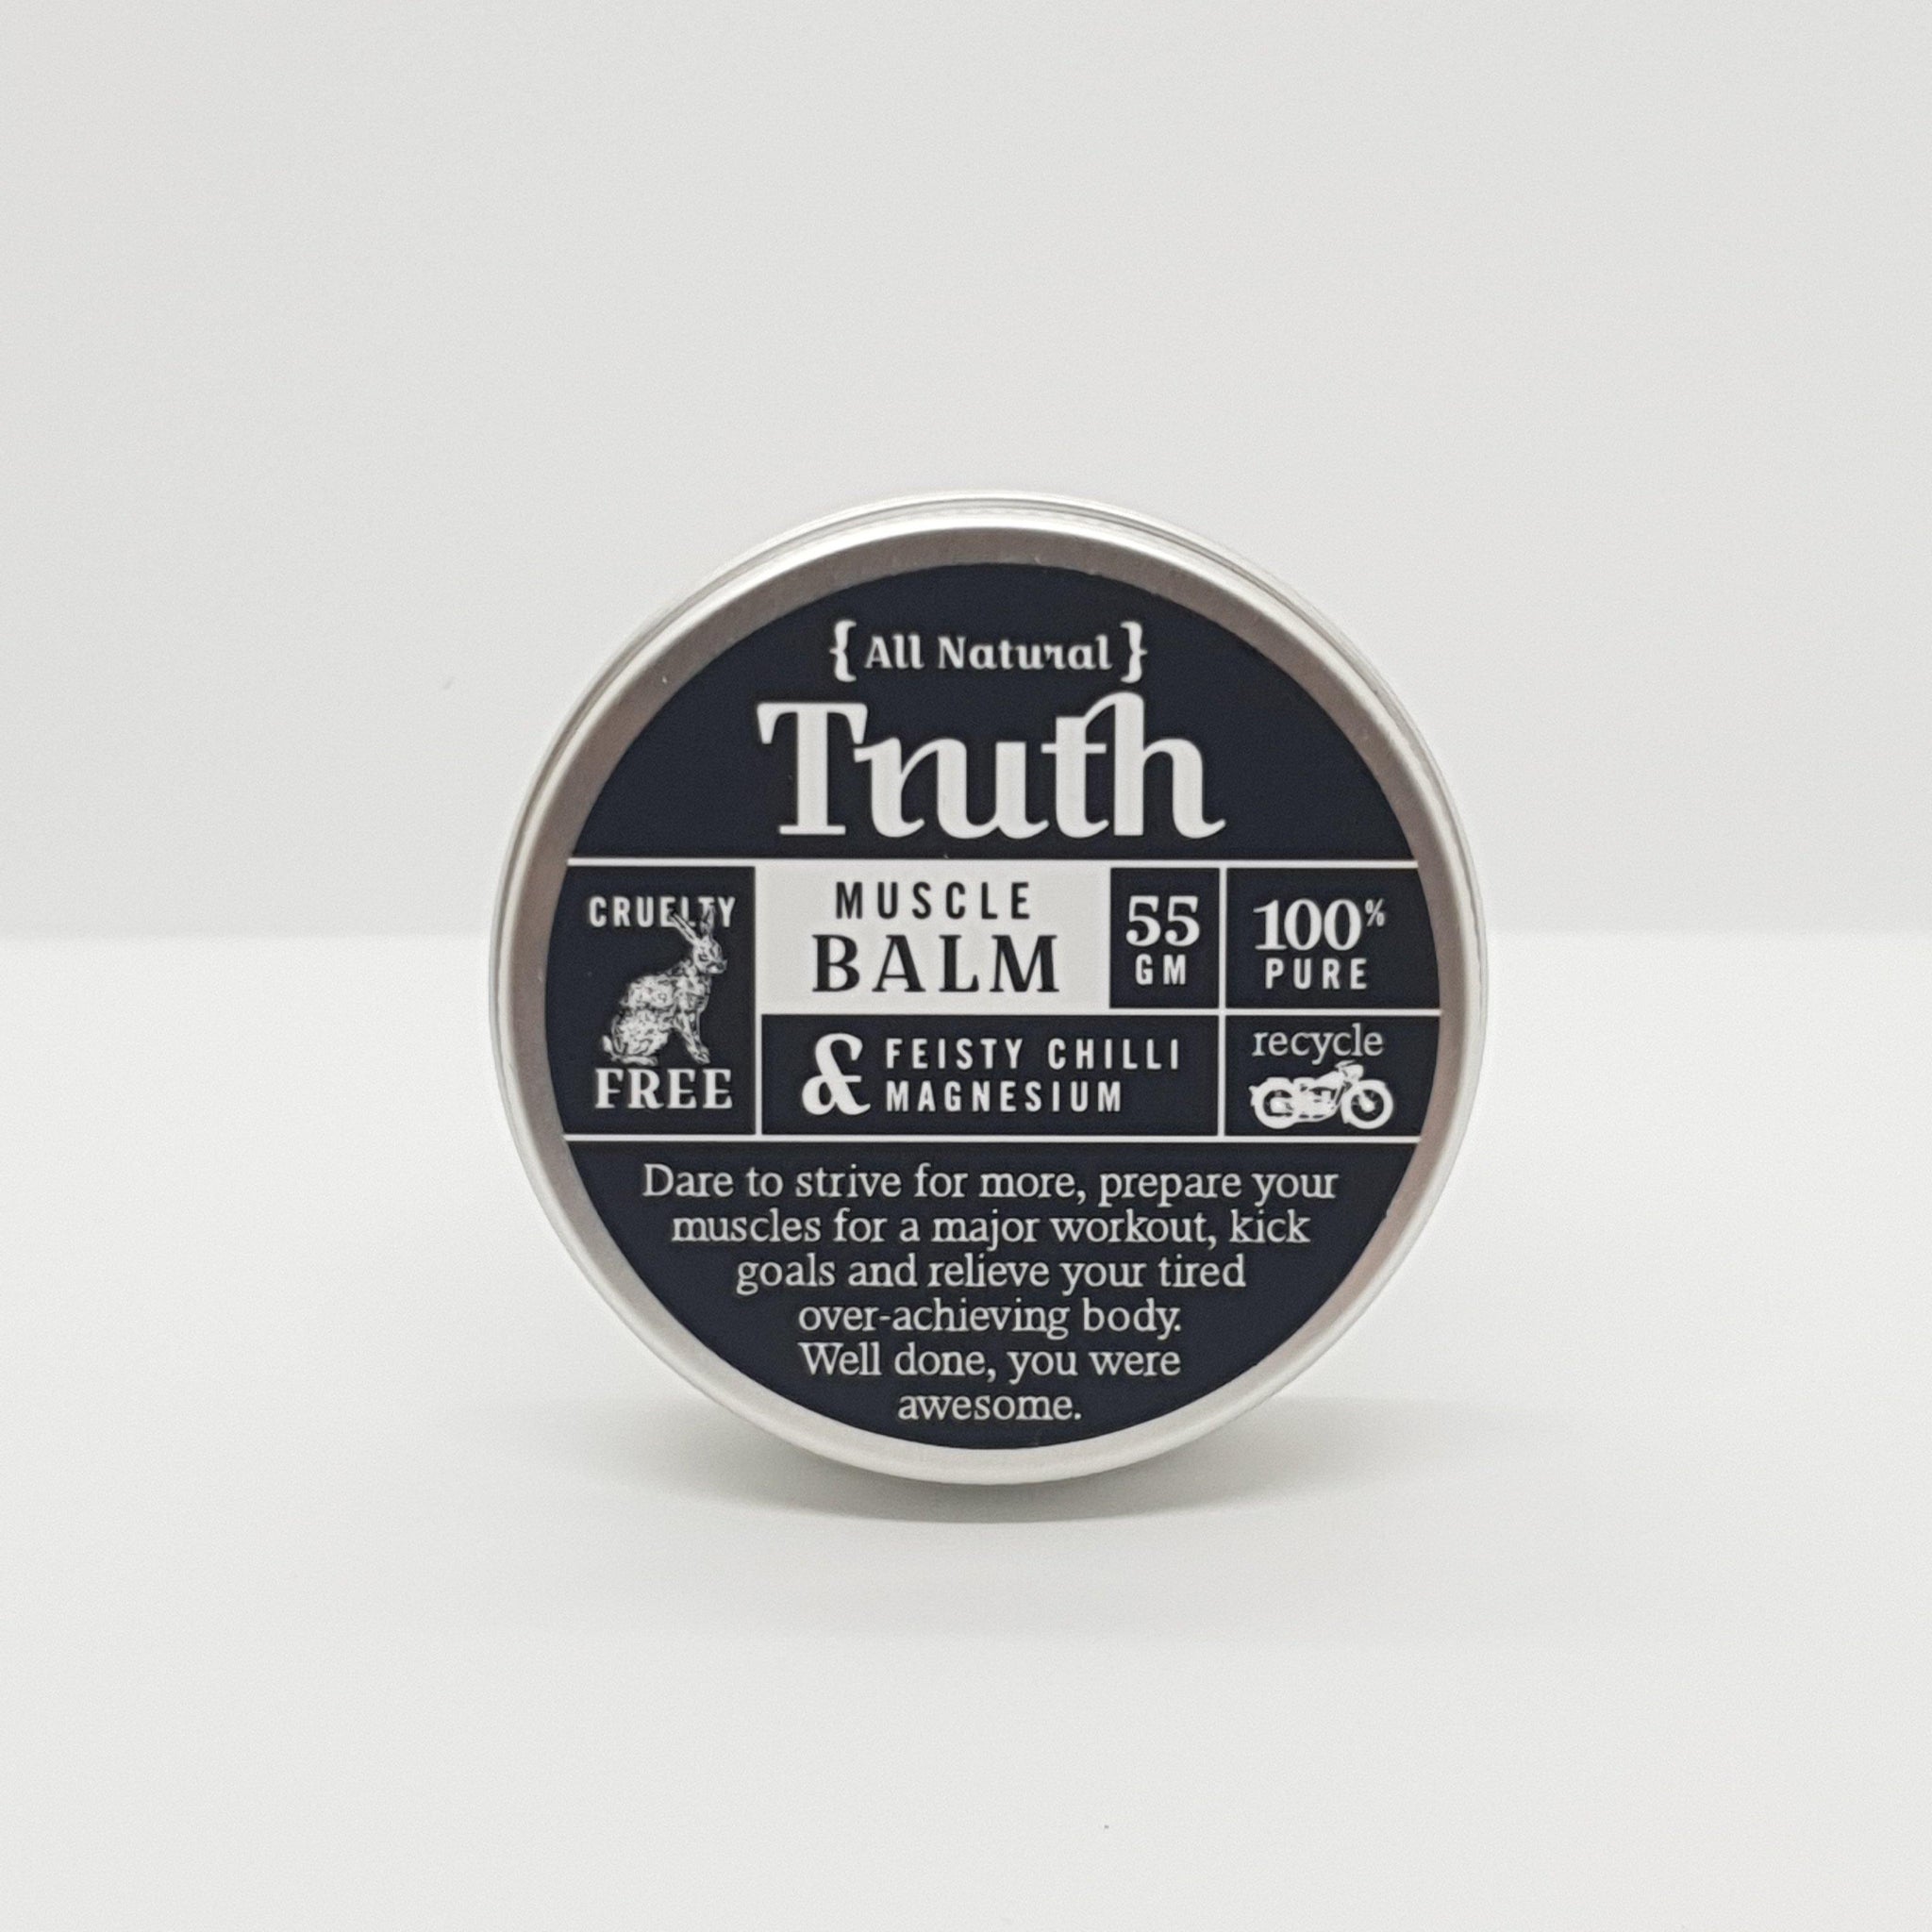 { All Natural }
Truth
CRUELTY
FREE
MUSCLE
BALM
55
GM
100%
PURE
& FEISTY CHILLI
MAGNESIUM
recycle
Dare to strive for more, prepare your
muscles for a major workout, kick
goals and relieve your tired
over-achieving body.
Well done, you were
awesome.